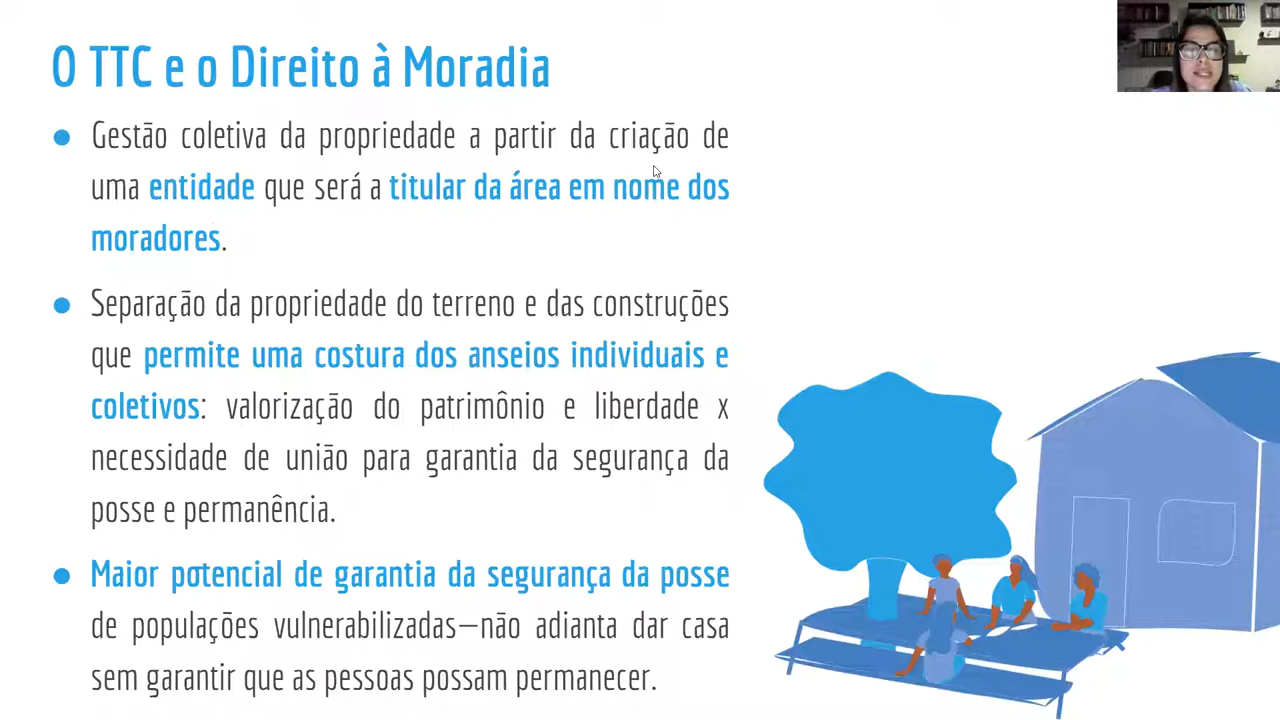 O TTC e o Direito à Moradia
Gestão coletiva da propriedade a partir da criação de
uma entidade que será a titular da área em nome dos
moradores.
Separação da propriedade do terreno e das construções
que permite uma costura dos anseios individuais e
coletivos: valorização do patrimônio e liberdade x
necessidade de união para garantia da segurança da
posse e permanência.
Maior potencial de garantia da segurança da posse
de populações vulnerabilizadas—não adianta dar casa
sem garantir que as pessoas possam permanecer.